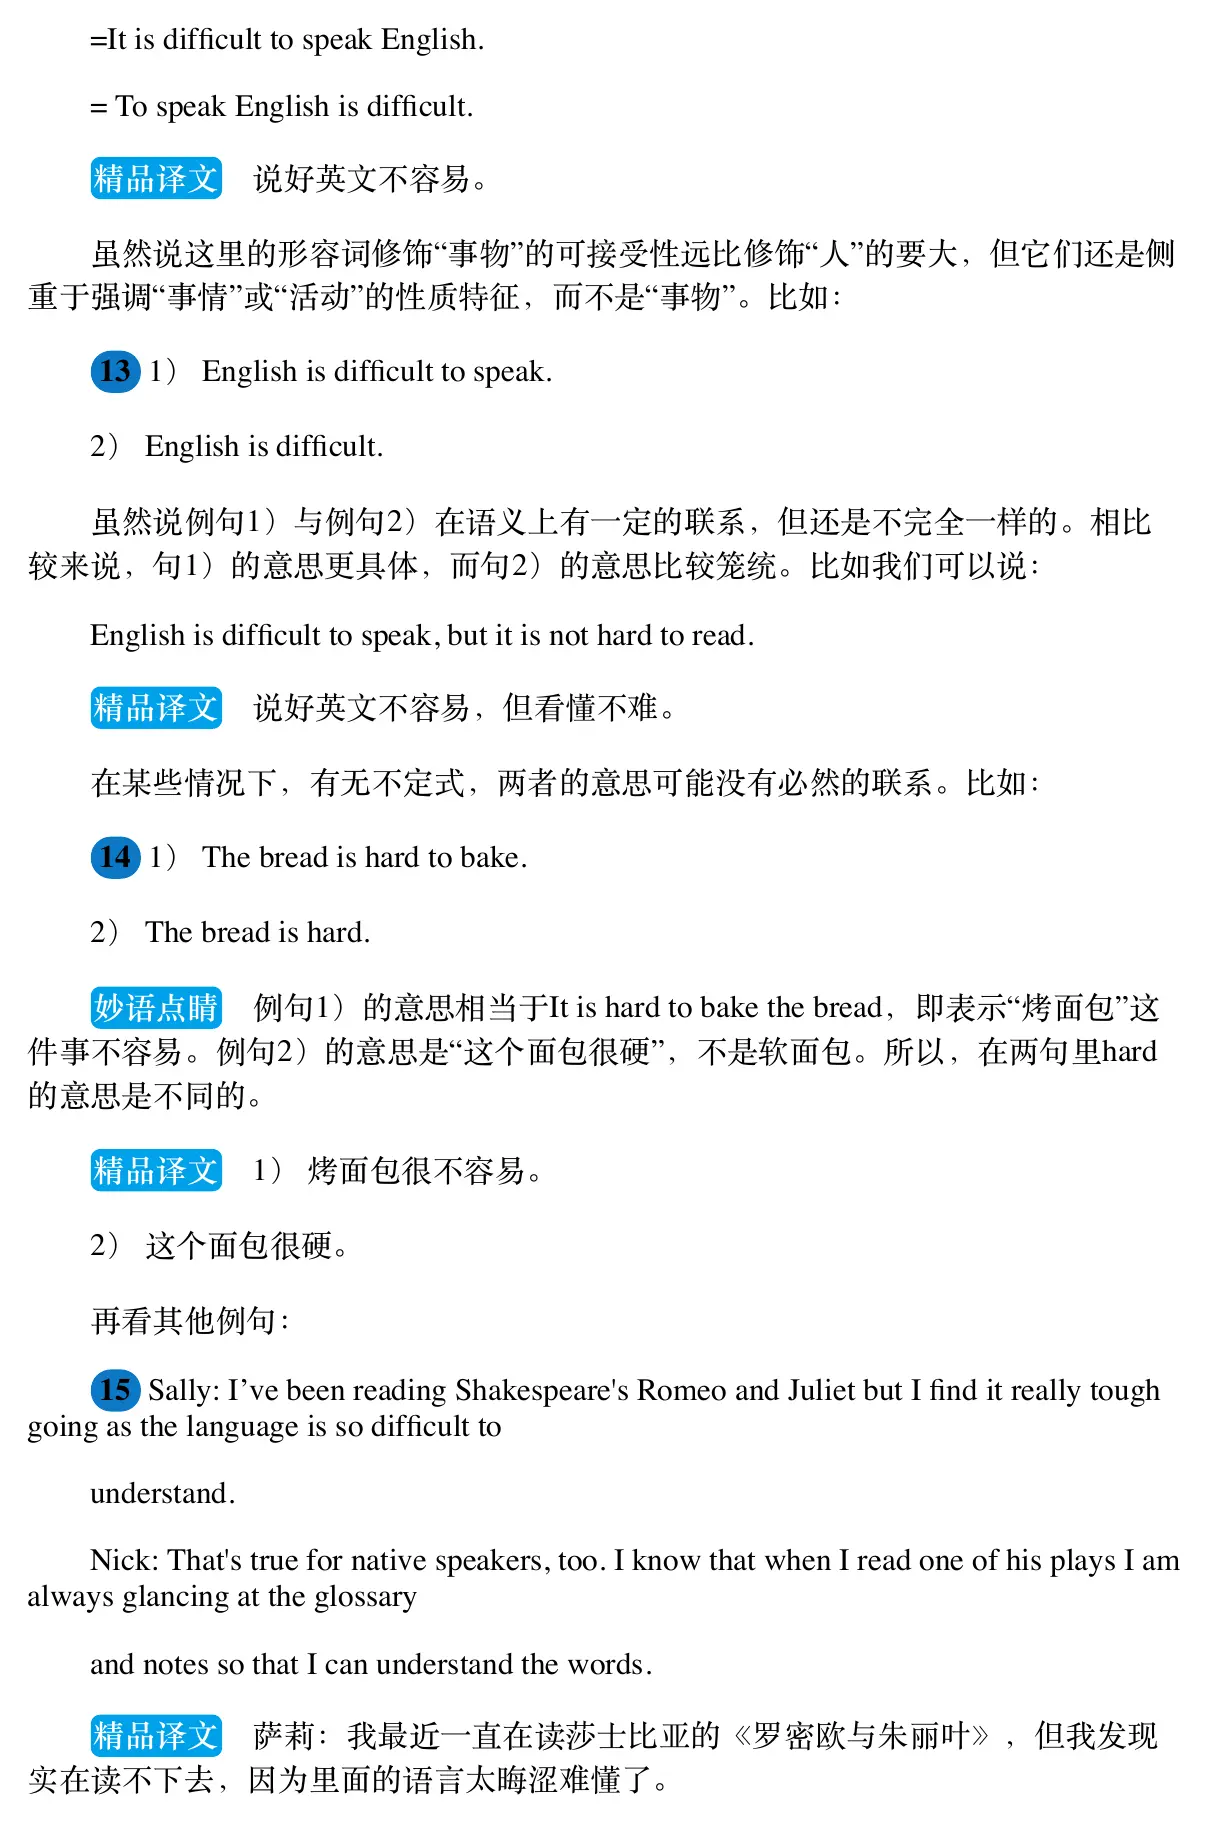 =It is difficult to speak English.
= To speak English is difficult.
精品译文 说好英文不容易。
虽然说这里的形容词修饰“事物”的可接受性远比修饰“人”的要大，但它们还是侧
重于强调“事情”或“活动”的性质特征，而不是“事物”。比如：
13 1） English is difficult to speak.
2） English is difficult.
虽然说例句1）与例句2）在语义上有一定的联系，但还是不完全一样的。相比
较来说，句1）的意思更具体，而句2）的意思比较笼统。比如我们可以说：
English is difficult to speak, but it is not hard to read.
精品译文 说好英文不容易，但看懂不难。
在某些情况下，有无不定式，两者的意思可能没有必然的联系。比如：
14 1） The bread is hard to bake.
2） The bread is hard.
妙语点睛 例句1）的意思相当于It is hard to bake the bread，即表示“烤面包”这
件事不容易。例句2）的意思是“这个面包很硬”，不是软面包。所以，在两句里hard
的意思是不同的。
精品译文 1） 烤面包很不容易。
2） 这个面包很硬。
再看其他例句：
15 Sally: I’ve been reading Shakespeare's Romeo and Juliet but I find it really tough
going as the language is so difficult to
understand.
Nick: That's true for native speakers, too. I know that when I read one of his plays I am
always glancing at the glossary
and notes so that I can understand the words.
精品译文 萨莉：我最近一直在读莎士比亚的《罗密欧与朱丽叶》，但我发现
实在读不下去，因为里面的语言太晦涩难懂了。